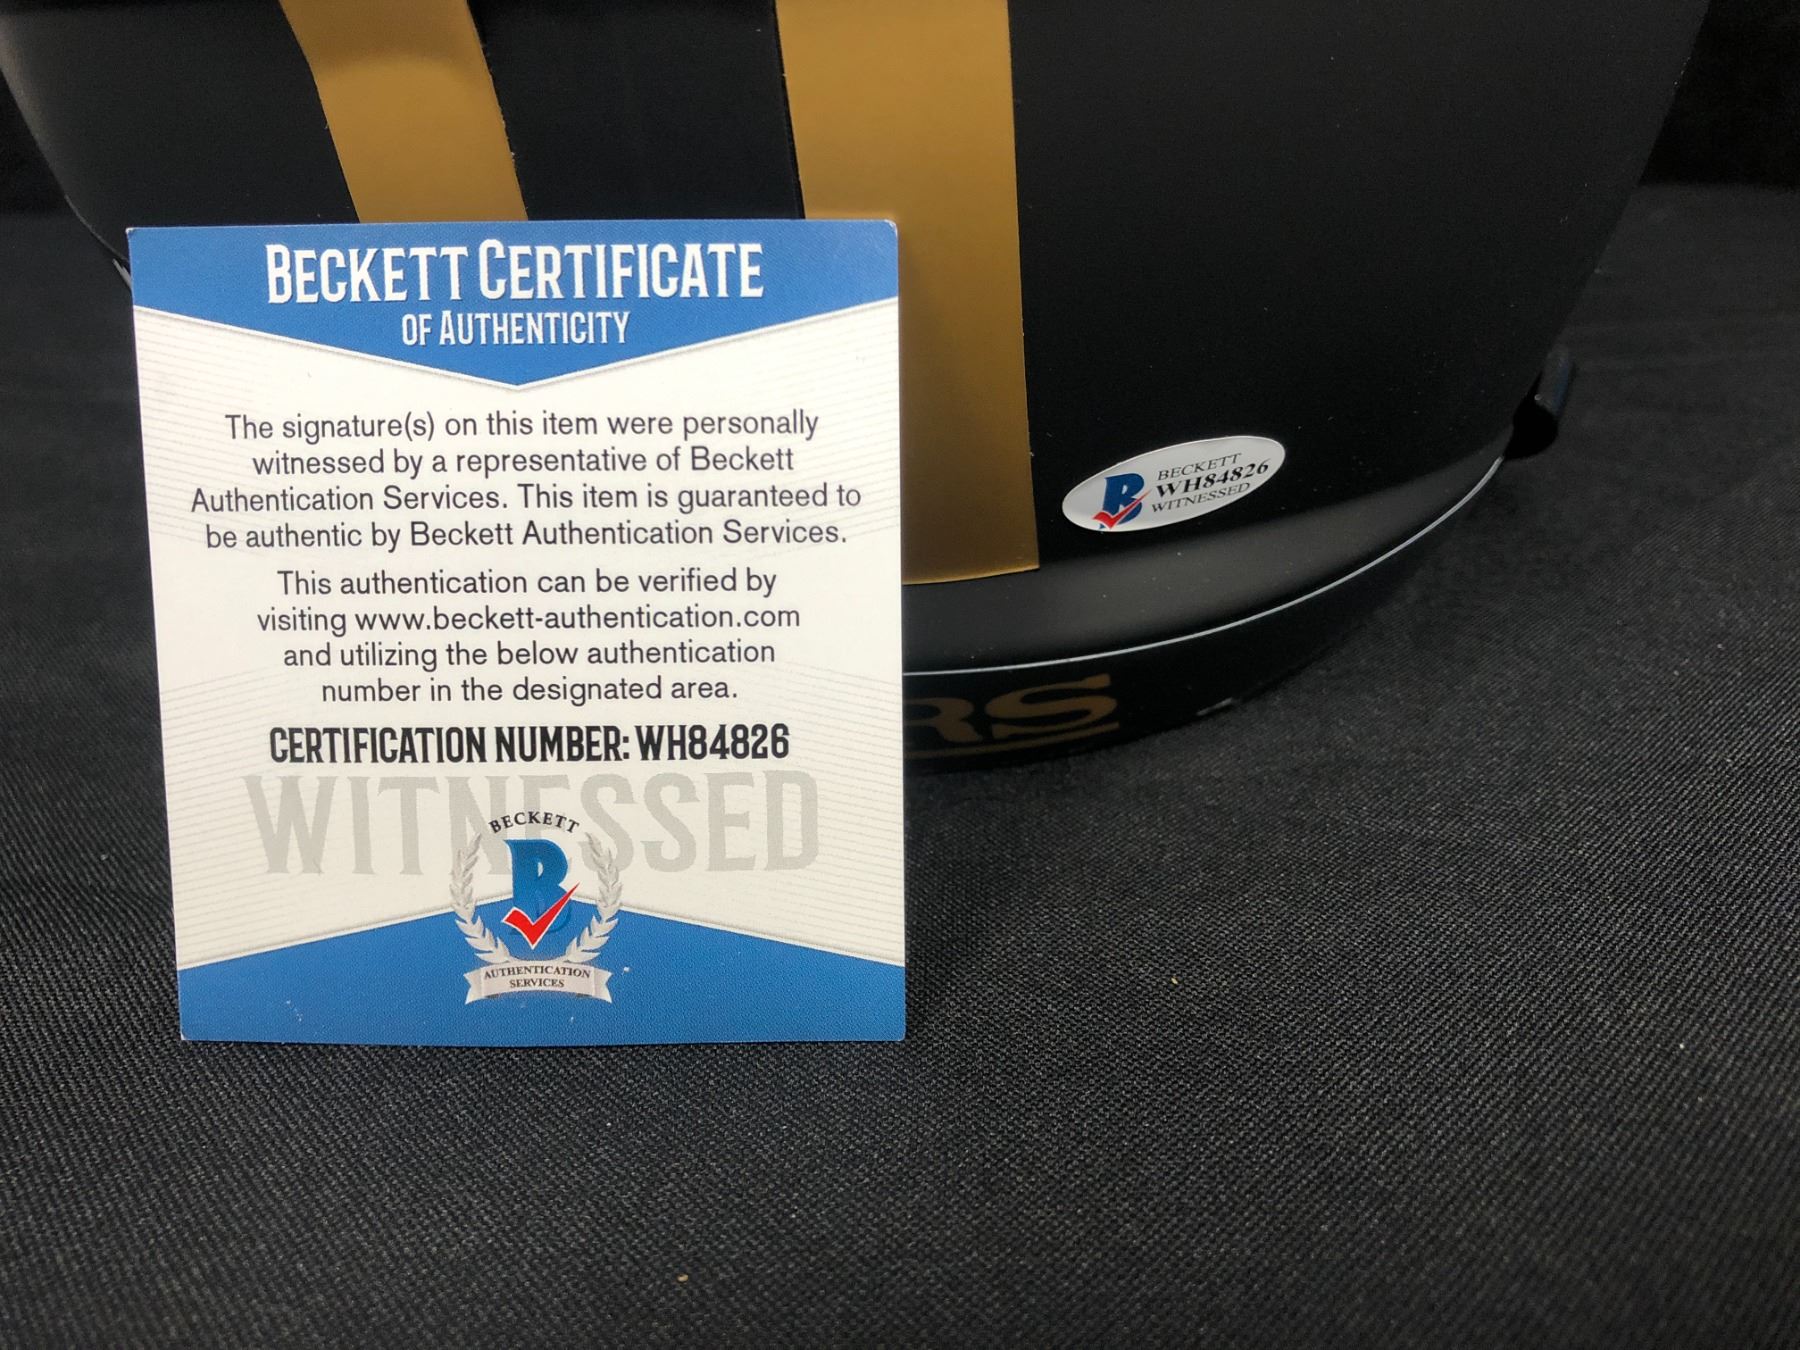 BECKETT CERTIFICATE
OF AUTHENTICITY
The signature(s) on this item were personally
witnessed by a representative of Beckett
Authentication Services. This item is guaranteed to
be authentic by Beckett Authentication Services.
This authentication can be verified by
visiting www.beckett-authentication.com
and utilizing the below authentication
number in the designated area.
CERTIFICATION NUMBER: WH84826
WITNESSED
BECKETT
B
AUTHENTICATION
SERVICES
B
BECKETT
WH84826
WITNESSED
RS